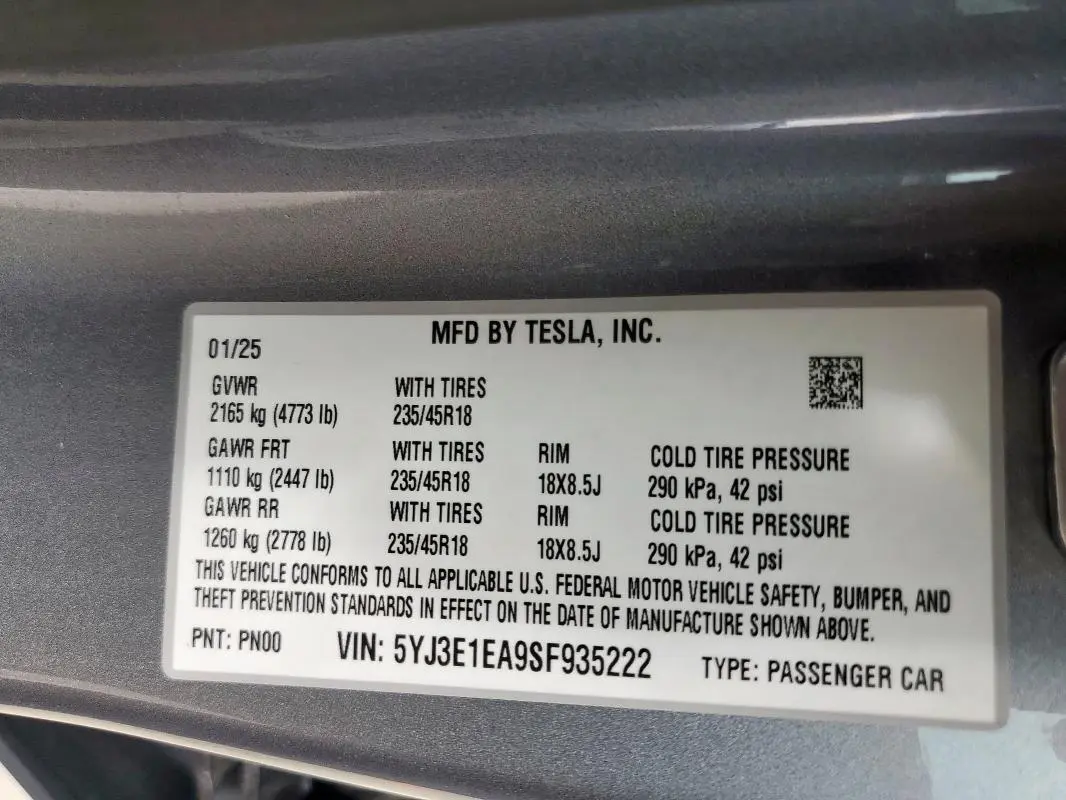 MFD BY TESLA, INC.
01/25
GVWR WITH TIRES
2165 kg (4773 lb) 235/45R18
GAWR FRT WITH TIRES RIM COLD TIRE PRESSURE
1110 kg (2447 lb) 235/45R18 18X8.5J 290 kPa, 42 psi
GAWR RR WITH TIRES RIM COLD TIRE PRESSURE
1260 kg (2778 lb) 235/45R18 18X8.5J 290 kPa, 42 psi
THIS VEHICLE CONFORMS TO ALL APPLICABLE U.S. FEDERAL MOTOR VEHICLE SAFETY, BUMPER, AND
THEFT PREVENTION STANDARDS IN EFFECT ON THE DATE OF MANUFACTURE SHOWN ABOVE.
PNT: PN00 VIN: 5YJ3E1EA9SF935222 TYPE: PASSENGER CAR